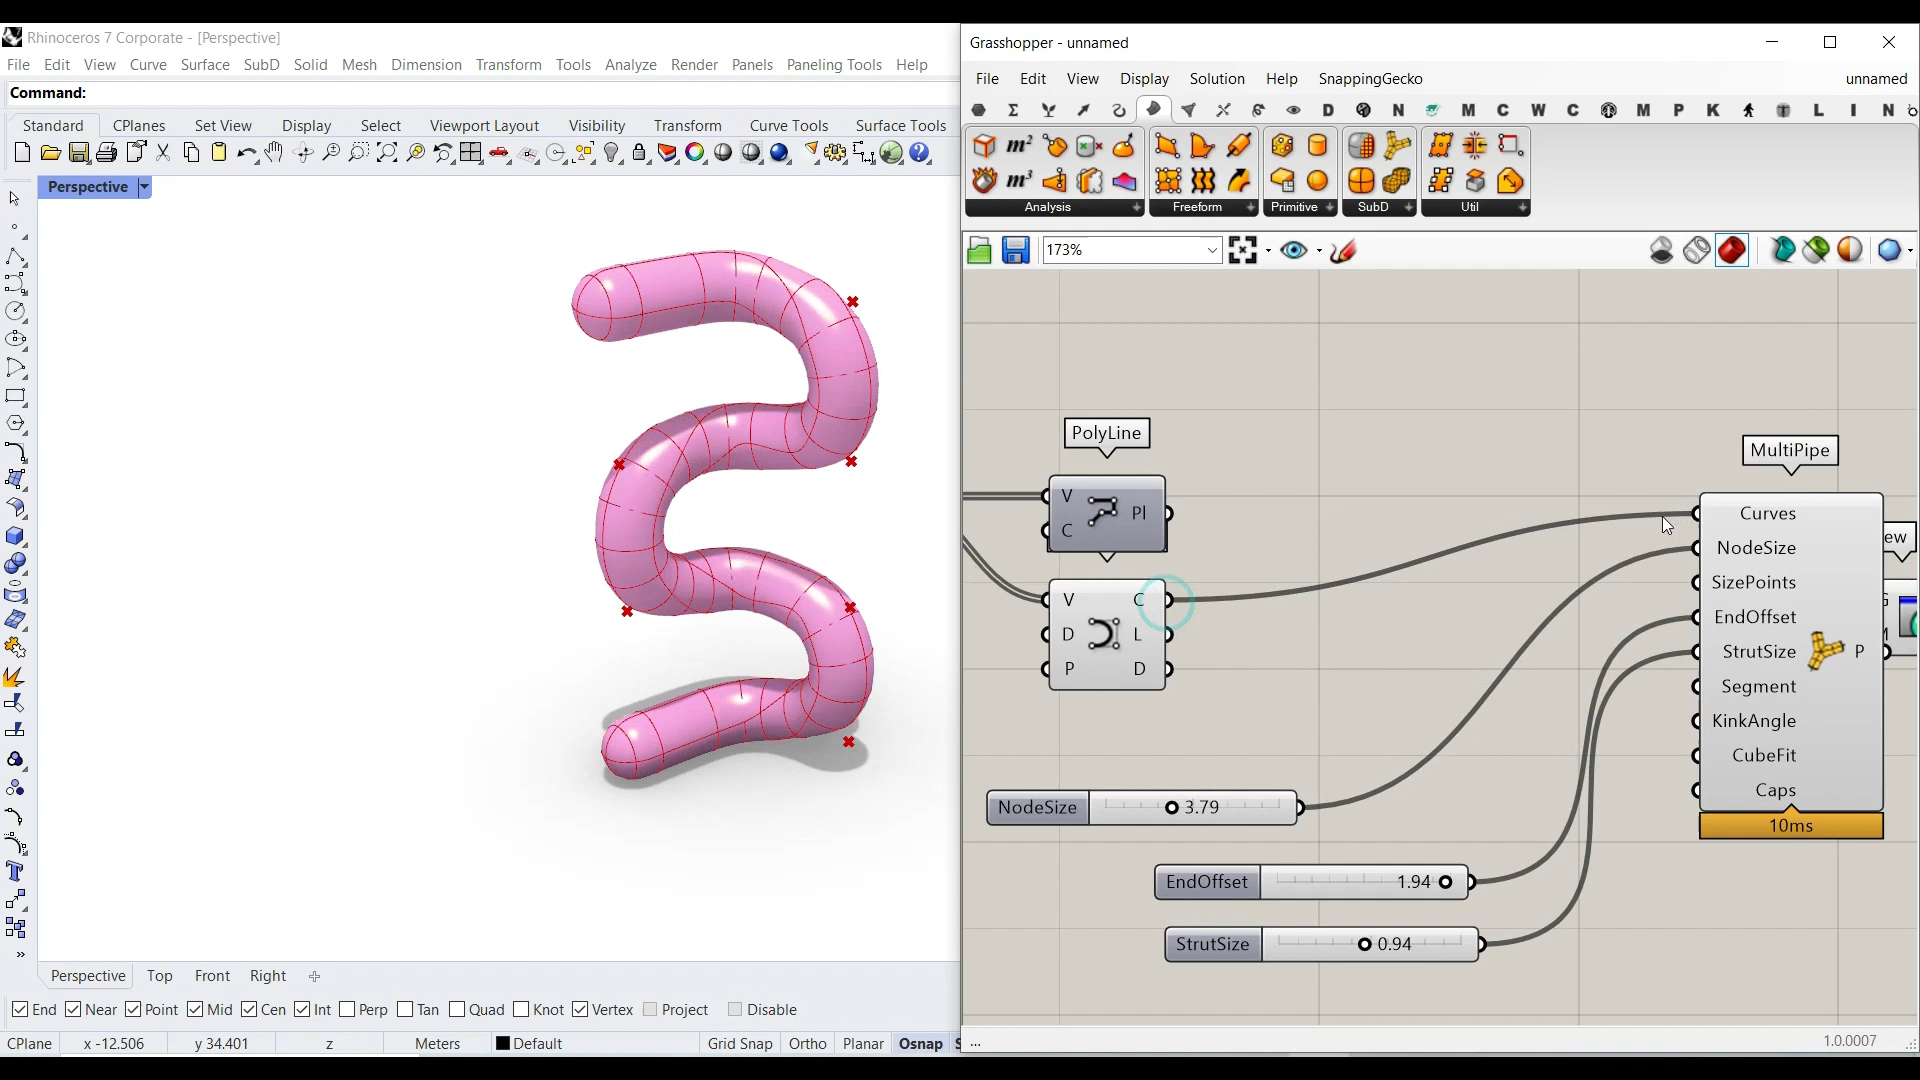 Rhinoceros 7 Corporate - [Perspective]
File Edit View Curve Surface SubD Solid Mesh Dimension Transform Tools Analyze Render Panels Paneling Tools Help
Command:
Standard CPlanes Set View Display Select Viewport Layout Visibility Transform Curve Tools Surface Tools
Perspective
Perspective Top Front Right
End Near Point Mid Cen Int Perp Tan Quad Knot Vertex Project Disable
CPlane x -12.506 y 34.401 z Meters Default Grid Snap Ortho Planar Osnap S
Grasshopper - unnamed
File Edit View Display Solution Help SnappingGecko unnamed
D N M C W C M P K L I N
m² m³
Analysis Freeform Primitive SubD Util
173%
PolyLine
V C Pl
V D P C L D
MultiPipe
Curves
NodeSize
SizePoints
EndOffset
StrutSize P
Segment
KinkAngle
CubeFit
Caps
10ms
ew
G
M
NodeSize 3.79
EndOffset 1.94
StrutSize 0.94
... 1.0.0007